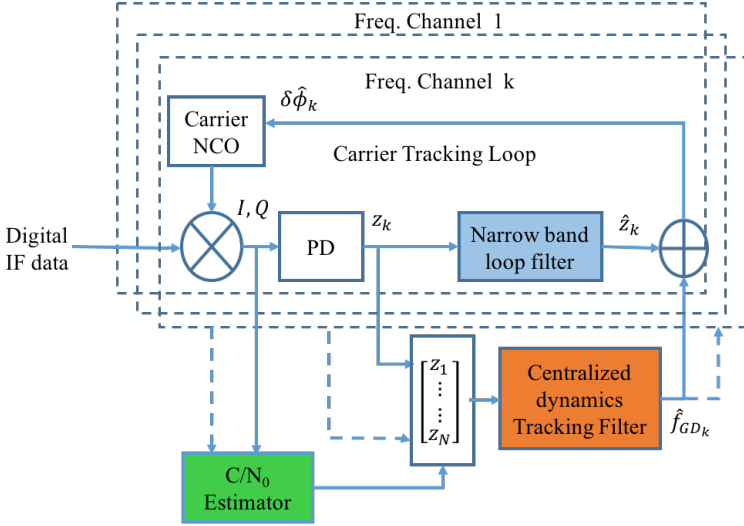 Freq. Channel 1
Freq. Channel k
δϕ̂ₖ
Carrier
NCO
Carrier Tracking Loop
I, Q
Digital
IF data
PD
zₖ
Narrow band
loop filter
ẑₖ
z₁
⋮
⋮
z_N
Centralized
dynamics
Tracking Filter
f̂_GDₖ
C/N₀
Estimator